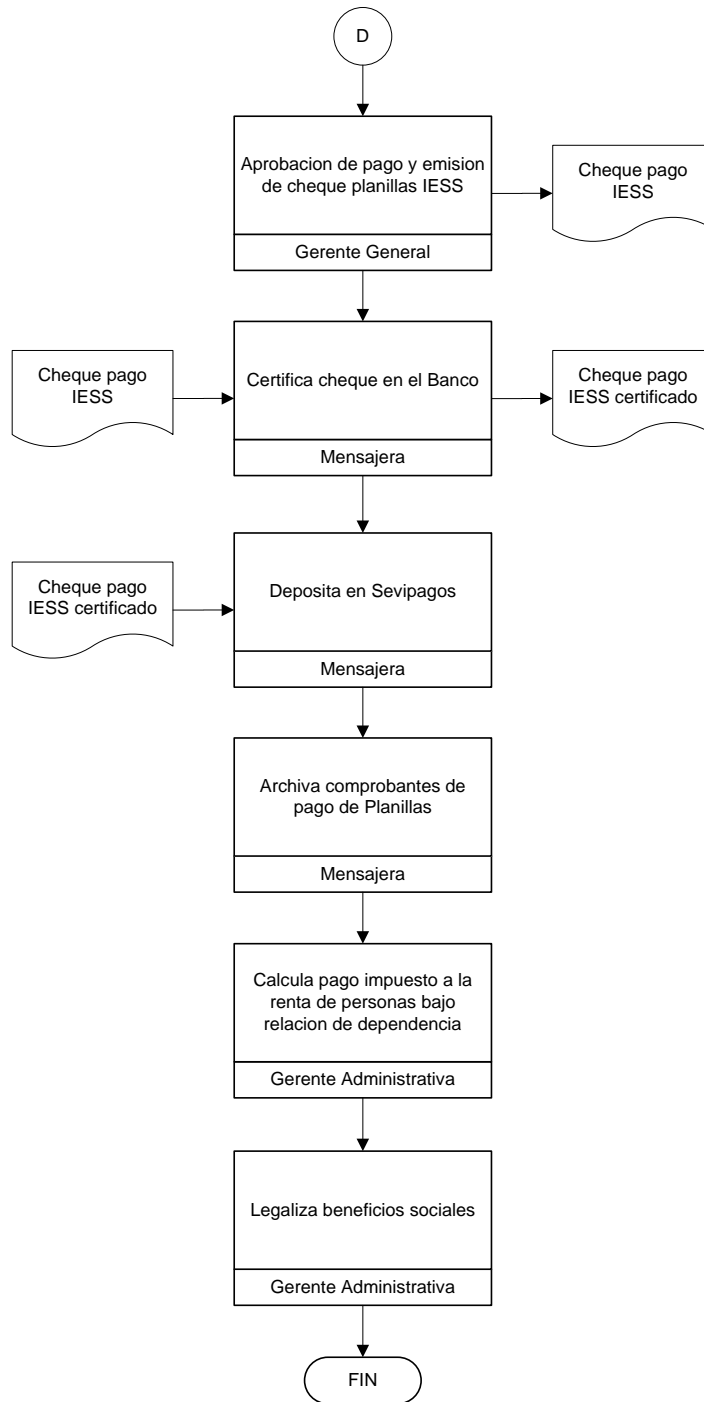 D
Aprobacion de pago y emision
de cheque planillas IESS
Gerente General
Cheque pago
IESS
Cheque pago
IESS
Certifica cheque en el Banco
Mensajera
Cheque pago
IESS certificado
Cheque pago
IESS certificado
Deposita en Sevipagos
Mensajera
Archiva comprobantes de
pago de Planillas
Mensajera
Calcula pago impuesto a la
renta de personas bajo
relacion de dependencia
Gerente Administrativa
Legaliza beneficios sociales
Gerente Administrativa
FIN